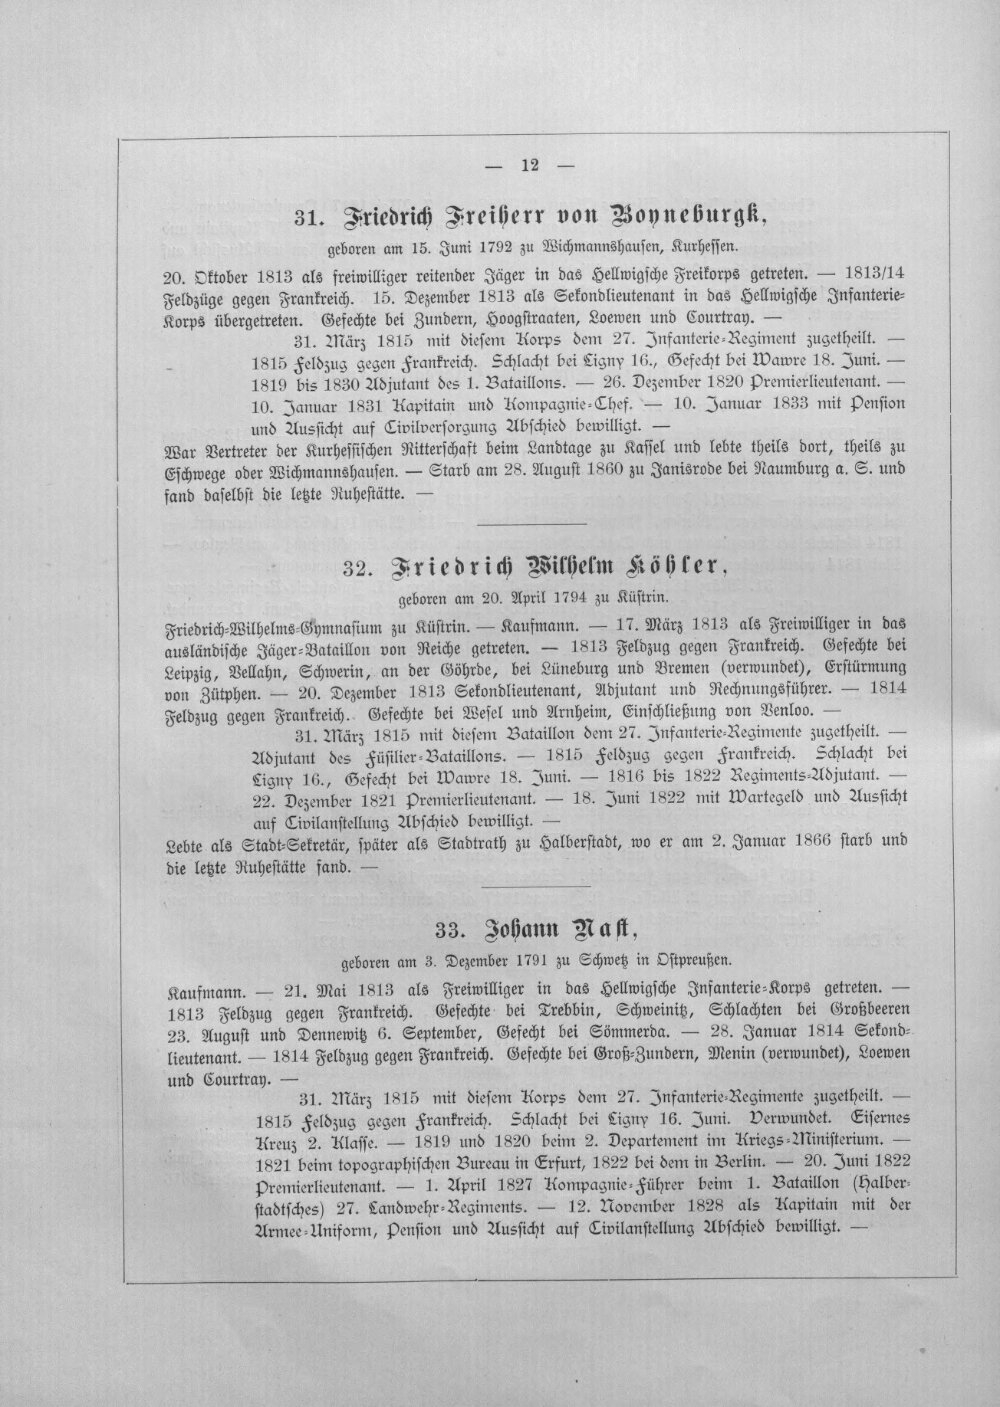 — 12 —
31. Friedrich Freiherr von Boyneburgk,
geboren am 15. Juni 1792 zu Wichmannshausen, Kurhessen.
20. Oktober 1813 als freiwilliger reitender Jäger in das Hellwigsche Freikorps getreten. — 1813/14
Feldzüge gegen Frankreich. 15. Dezember 1813 als Sekondlieutenant in das Hellwigsche Infanterie-
Korps übergetreten. Gefechte bei Zundern, Hoogstraaten, Loewen und Courtray. —
31. März 1815 mit diesem Korps dem 27. Infanterie-Regiment zugetheilt. —
1815 Feldzug gegen Frankreich. Schlacht bei Ligny 16., Gefecht bei Wawre 18. Juni. —
1819 bis 1830 Adjutant des 1. Bataillons. — 26. Dezember 1820 Premierlieutenant. —
10. Januar 1831 Kapitain und Kompagnie-Chef. — 10. Januar 1833 mit Pension
und Aussicht auf Civilversorgung Abschied bewilligt. —
War Vertreter der Kurhessischen Ritterschaft beim Landtage zu Kassel und lebte theils dort, theils zu
Eschwege oder Wichmannshausen. — Starb am 28. August 1860 zu Janisrode bei Naumburg a. S. und
fand daselbst die letzte Ruhestätte. —
32. Friedrich Wilhelm Köhler,
geboren am 20. April 1794 zu Küstrin.
Friedrich-Wilhelms-Gymnasium zu Küstrin. — Kaufmann. — 17. März 1813 als Freiwilliger in das
ausländische Jäger-Bataillon von Reiche getreten. — 1813 Feldzug gegen Frankreich. Gefechte bei
Leipzig, Vellahn, Schwerin, an der Göhrde, bei Lüneburg und Bremen (verwundet), Erstürmung
von Zütphen. — 20. Dezember 1813 Sekondlieutenant, Adjutant und Rechnungsführer. — 1814
Feldzug gegen Frankreich. Gefechte bei Wesel und Arnheim, Einschließung von Venloo. —
31. März 1815 mit diesem Bataillon dem 27. Infanterie-Regimente zugetheilt. —
Adjutant des Füsilier-Bataillons. — 1815 Feldzug gegen Frankreich. Schlacht bei
Ligny 16., Gefecht bei Wawre 18. Juni. — 1816 bis 1822 Regiments-Adjutant. —
22. Dezember 1821 Premierlieutenant. — 18. Juni 1822 mit Wartegeld und Aussicht
auf Civilanstellung Abschied bewilligt. —
Lebte als Stadt-Sekretär, später als Stadtrath zu Halberstadt, wo er am 2. Januar 1866 starb und
die letzte Ruhestätte fand. —
33. Johann Nast,
geboren am 3. Dezember 1791 zu Schwetz in Ostpreußen.
Kaufmann. — 21. Mai 1813 als Freiwilliger in das Hellwigsche Infanterie-Korps getreten. —
1813 Feldzug gegen Frankreich. Gefechte bei Trebbin, Schweinitz, Schlachten bei Großbeeren
23. August und Dennewitz 6. September, Gefecht bei Sömmerda. — 28. Januar 1814 Sekond-
lieutenant. — 1814 Feldzug gegen Frankreich. Gefechte bei Groß-Zundern, Menin (verwundet), Loewen
und Courtray. —
31. März 1815 mit diesem Korps dem 27. Infanterie-Regimente zugetheilt. —
1815 Feldzug gegen Frankreich. Schlacht bei Ligny 16. Juni. Verwundet. Eisernes
Kreuz 2. Klasse. — 1819 und 1820 beim 2. Departement im Kriegs-Ministerium. —
1821 beim topographischen Bureau in Erfurt, 1822 bei dem in Berlin. — 20. Juni 1822
Premierlieutenant. — 1. April 1827 Kompagnie-Führer beim 1. Bataillon (Halber-
stadtsches) 27. Landwehr-Regiments. — 12. November 1828 als Kapitain mit der
Armee-Uniform, Pension und Aussicht auf Civilanstellung Abschied bewilligt. —